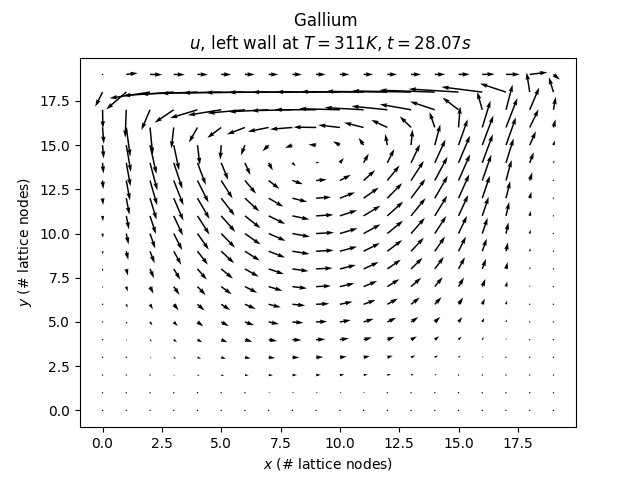 Gallium
u, left wall at T = 311K, t = 28.07s
y (# lattice nodes)
17.5
15.0
12.5
10.0
7.5
5.0
2.5
0.0
0.0 2.5 5.0 7.5 10.0 12.5 15.0 17.5
x (# lattice nodes)